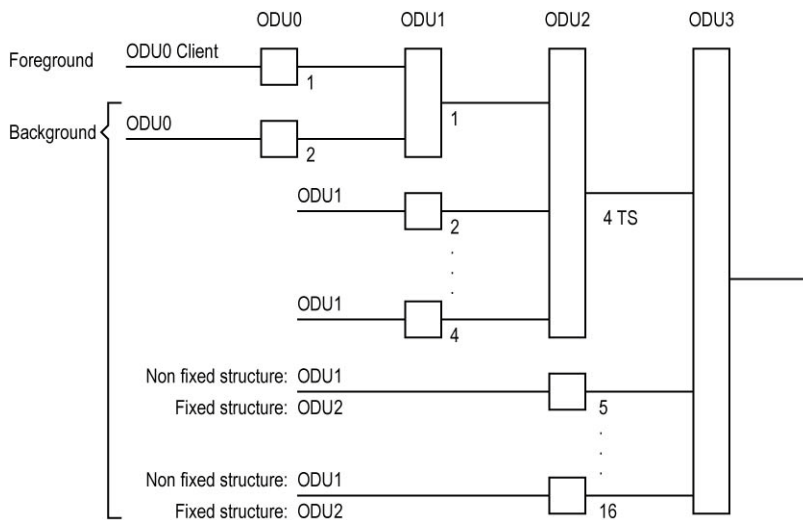 ODU0 ODU1 ODU2 ODU3
Foreground ODU0 Client
1
Background ODU0
1
2
ODU1
2
4 TS
.
.
.
ODU1
4
Non fixed structure: ODU1
Fixed structure: ODU2
5
.
.
.
Non fixed structure: ODU1
Fixed structure: ODU2
16